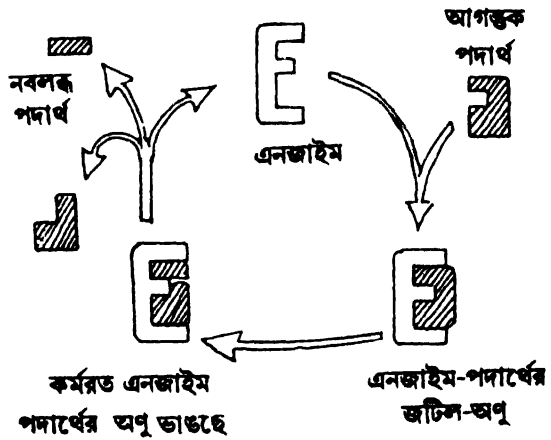 আগন্তুক
পদার্থ
নবলব্ধ
পদার্থ
এনজাইম
কর্মরত এনজাইম
পদার্থের অণু ভাঙছে
এনজাইম-পদার্থের
জটিল-অণু